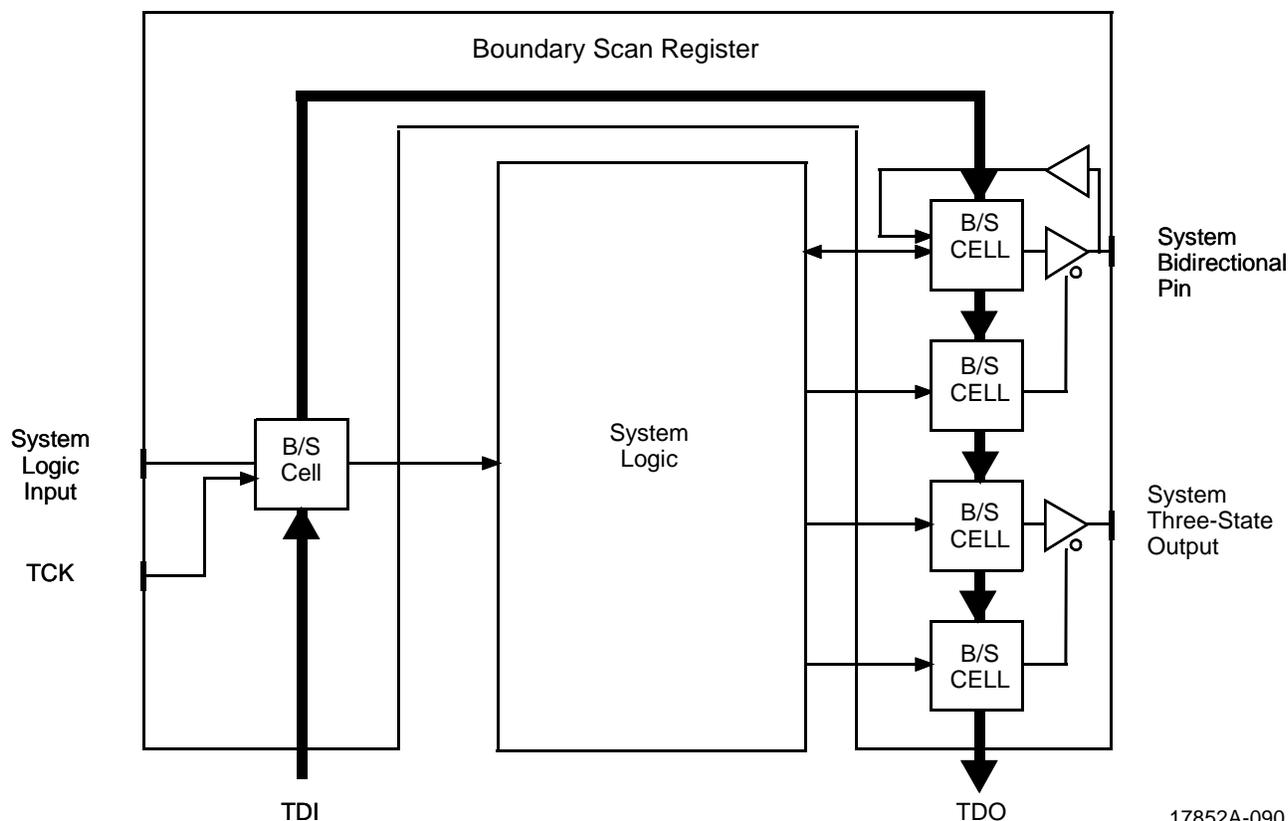 Boundary Scan Register
B/S
CELL
System
Bidirectional
Pin
B/S
CELL
System
Logic
Input
B/S
Cell
System
Logic
B/S
CELL
System
Three-State
Output
TCK
B/S
CELL
TDI
TDO
17852A-090